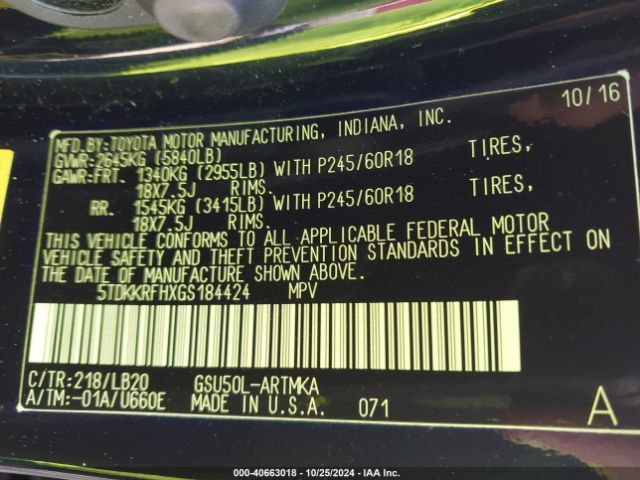 10/16
MFD.BY:TOYOTA MOTOR MANUFACTURING, INDIANA, INC.
GVWR:2645KG (5840LB)
GAWR:FRT. 1340KG (2955LB) WITH P245/60R18 TIRES,
18X7.5J RIMS.
RR. 1545KG (3415LB) WITH P245/60R18 TIRES,
18X7.5J RIMS.
THIS VEHICLE CONFORMS TO ALL APPLICABLE FEDERAL MOTOR
VEHICLE SAFETY AND THEFT PREVENTION STANDARDS IN EFFECT ON
THE DATE OF MANUFACTURE SHOWN ABOVE.
5TDKKRFHXGS184424 MPV
C/TR:218/LB20 GSU50L-ARTMKA
A/TM:-01A/U660E MADE IN U.S.A. 071 A
000-40663018 - 10/25/2024 - IAA Inc.